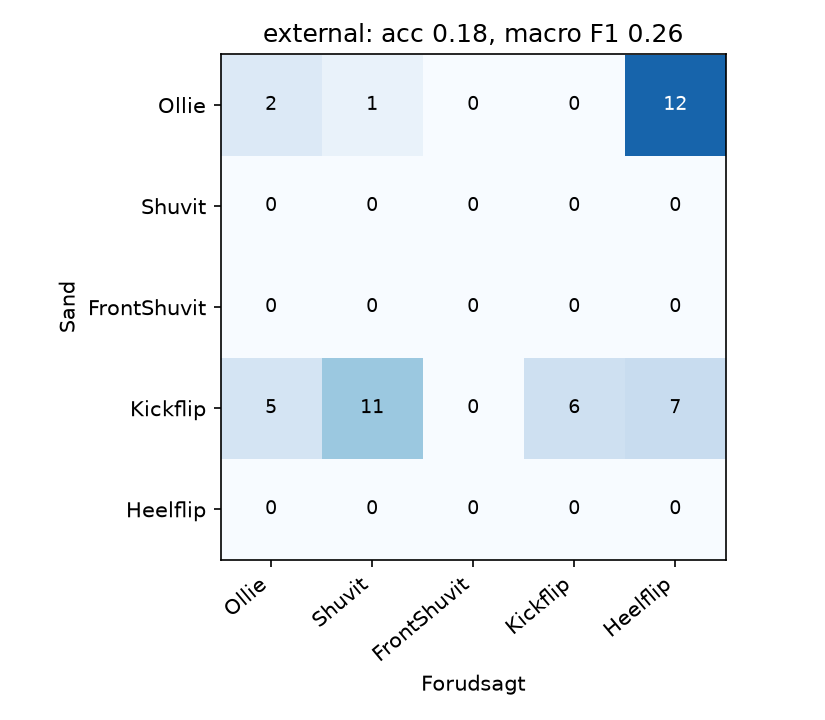 external: acc 0.18, macro F1 0.26
Ollie 2 1 0 0 12
Shuvit 0 0 0 0 0
FrontShuvit 0 0 0 0 0
Kickflip 5 11 0 6 7
Heelflip 0 0 0 0 0
Sand
Ollie Shuvit FrontShuvit Kickflip Heelflip
Forudsagt